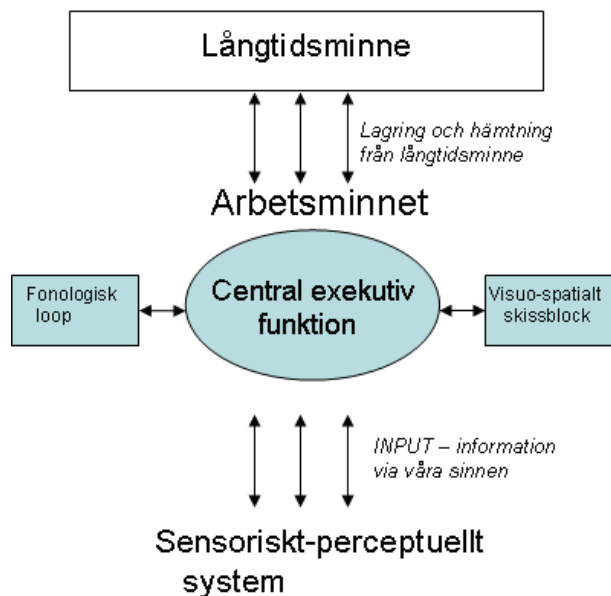 Långtidsminne
Lagring och hämtning
från långtidsminne
Arbetsminnet
Fonologisk
loop
Central exekutiv
funktion
Visuo-spatialt
skissblock
INPUT – information
via våra sinnen
Sensoriskt-perceptuellt
system